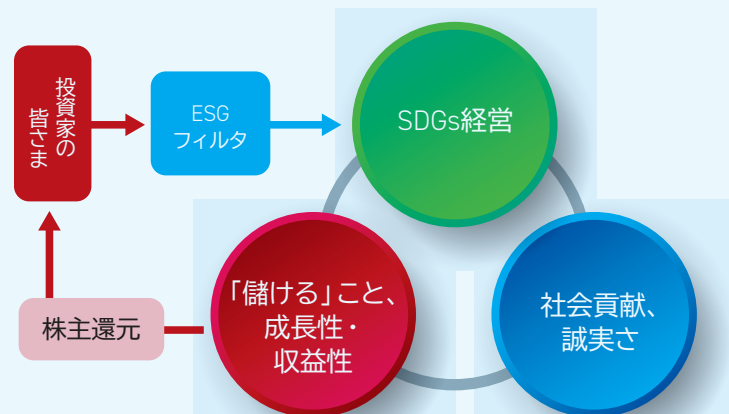 投資家の
皆さま
ESG
フィルタ
SDGs経営
「儲ける」こと、
成長性・
収益性
社会貢献、
誠実さ
株主還元